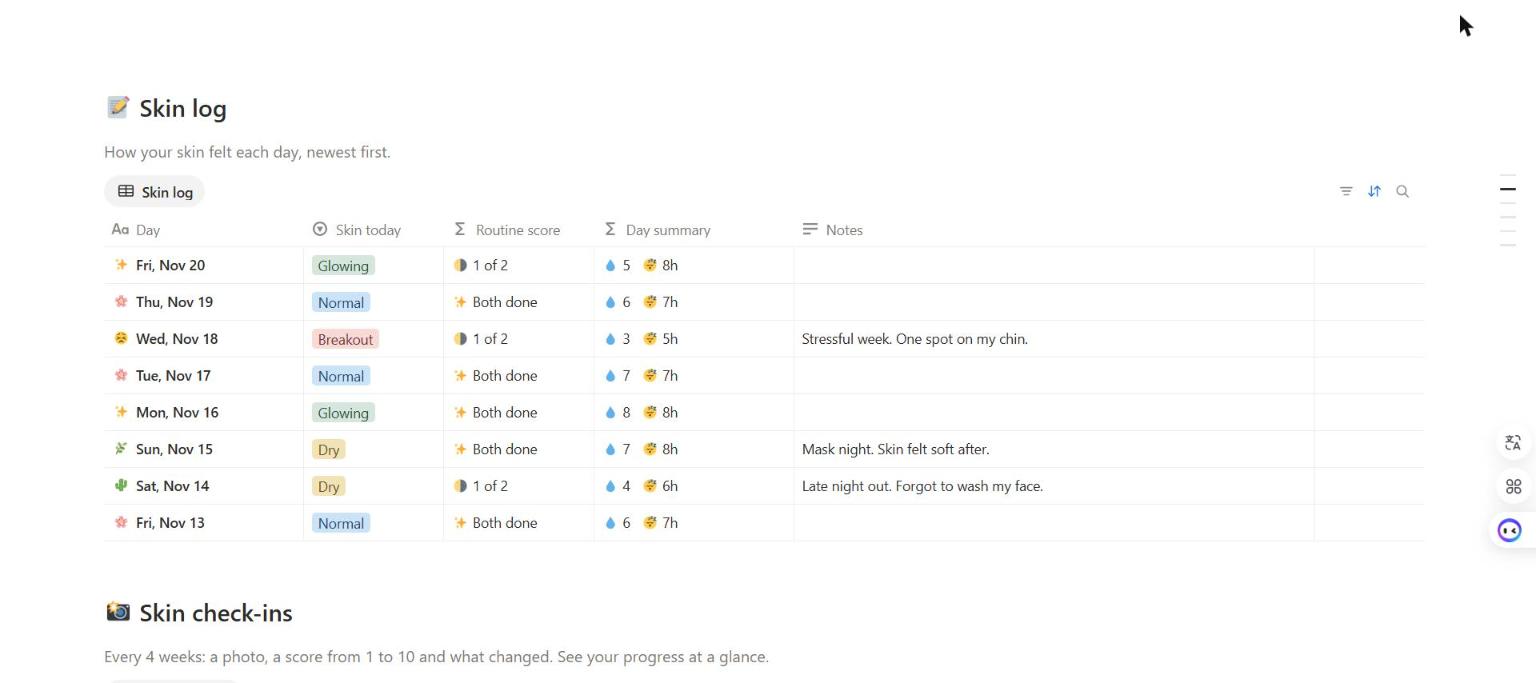 📝 Skin log
How your skin felt each day, newest first.
Skin log
Aa Day Skin today Σ Routine score Σ Day summary Notes
✨ Fri, Nov 20 Glowing 🌗 1 of 2 💧 5 😴 8h
🌸 Thu, Nov 19 Normal ✨ Both done 💧 6 😴 7h
😣 Wed, Nov 18 Breakout 🌗 1 of 2 💧 3 😴 5h Stressful week. One spot on my chin.
🌸 Tue, Nov 17 Normal ✨ Both done 💧 7 😴 7h
✨ Mon, Nov 16 Glowing ✨ Both done 💧 8 😴 8h
🌿 Sun, Nov 15 Dry ✨ Both done 💧 7 😴 8h Mask night. Skin felt soft after.
🌵 Sat, Nov 14 Dry 🌗 1 of 2 💧 4 😴 6h Late night out. Forgot to wash my face.
🌸 Fri, Nov 13 Normal ✨ Both done 💧 6 😴 7h
📸 Skin check-ins
Every 4 weeks: a photo, a score from 1 to 10 and what changed. See your progress at a glance.